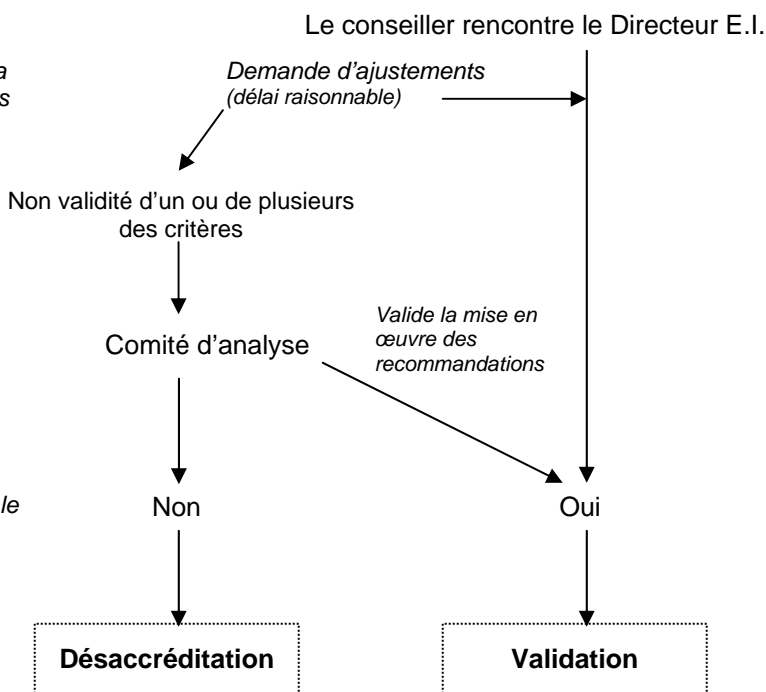 Le conseiller rencontre le Directeur E.I.
a
s
Demande d'ajustements
(délai raisonnable)
Non validité d'un ou de plusieurs
des critères
Valide la mise en
œuvre des
recommandations
Comité d'analyse
le
Non
Oui
Désaccréditation
Validation